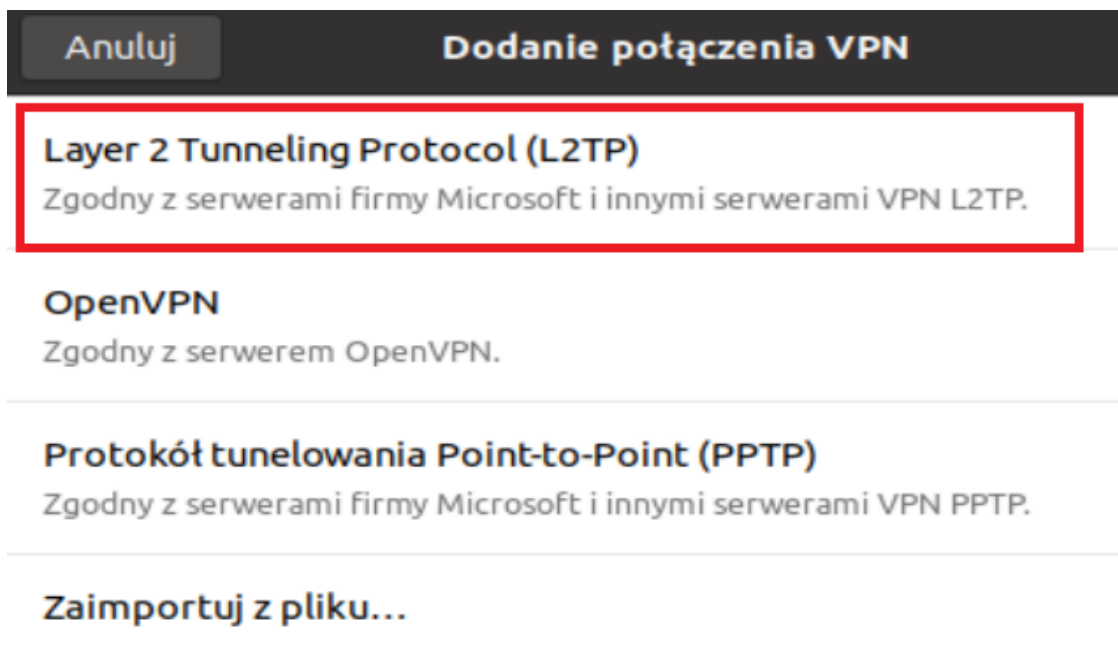 Anuluj
Dodanie połączenia VPN
Layer 2 Tunneling Protocol (L2TP)
Zgodny z serwerami firmy Microsoft i innymi serwerami VPN L2TP.
OpenVPN
Zgodny z serwerem OpenVPN.
Protokół tunelowania Point-to-Point (PPTP)
Zgodny z serwerami firmy Microsoft i innymi serwerami VPN PPTP.
Zaimportuj z pliku...